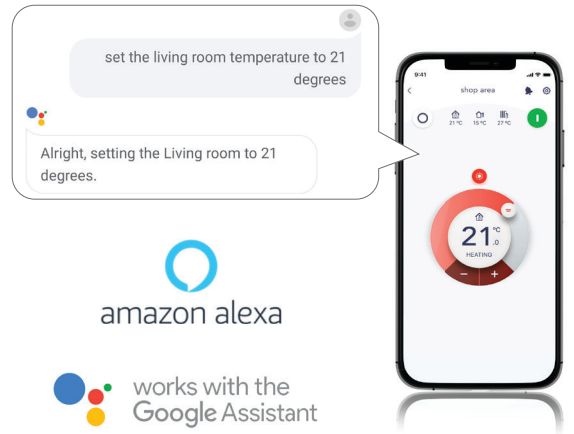 set the living room temperature to 21
degrees
Alright, setting the Living room to 21
degrees.
9:41
shop area
21 °C
15 °C
27 °C
21 °C
.0
HEATING
amazon alexa
works with the
Google Assistant